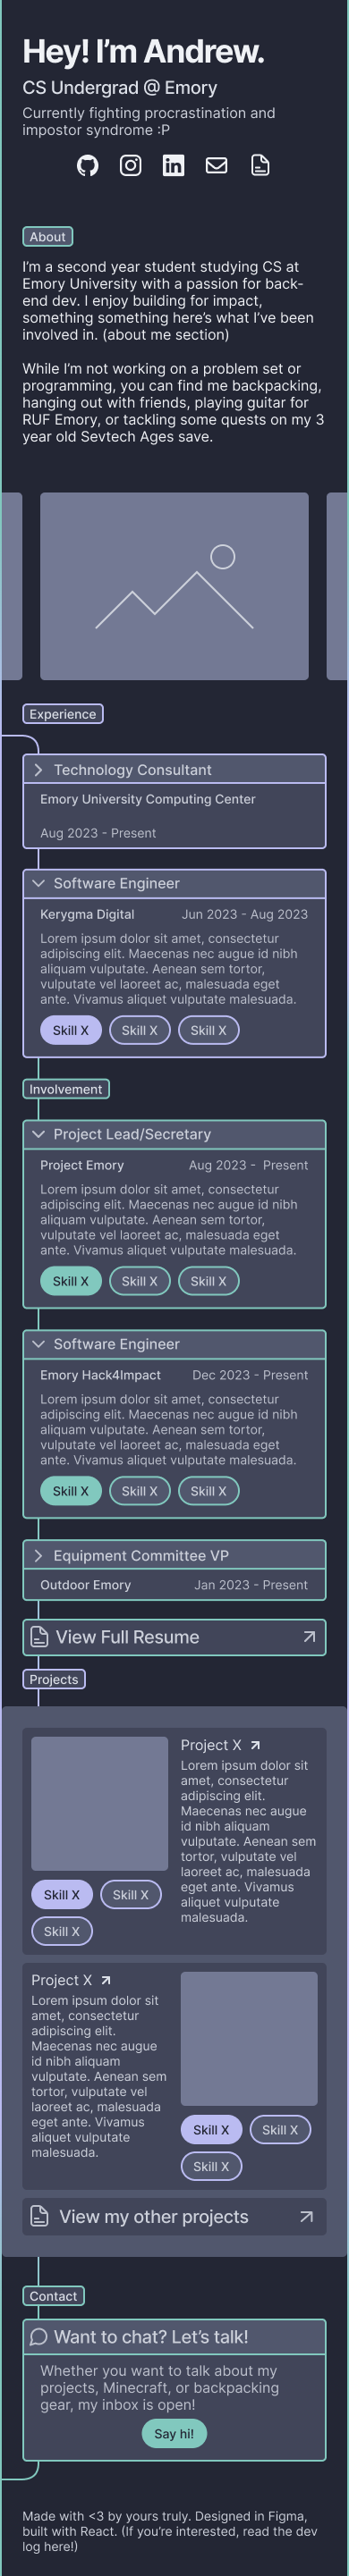 Hey! I’m Andrew.
CS Undergrad @ Emory
Currently fighting procrastination and
impostor syndrome :P
About
I’m a second year student studying CS at
Emory University with a passion for back-
end dev. I enjoy building for impact,
something something here’s what I’ve been
involved in. (about me section)
While I’m not working on a problem set or
programming, you can find me backpacking,
hanging out with friends, playing guitar for
RUF Emory, or tackling some quests on my 3
year old Sevtech Ages save.
Experience
Technology Consultant
Emory University Computing Center
Aug 2023 - Present
Software Engineer
Kerygma Digital Jun 2023 - Aug 2023
Lorem ipsum dolor sit amet, consectetur
adipiscing elit. Maecenas nec augue id nibh
aliquam vulputate. Aenean sem tortor,
vulputate vel laoreet ac, malesuada eget
ante. Vivamus aliquet vulputate malesuada.
Skill X Skill X Skill X
Involvement
Project Lead/Secretary
Project Emory Aug 2023 - Present
Lorem ipsum dolor sit amet, consectetur
adipiscing elit. Maecenas nec augue id nibh
aliquam vulputate. Aenean sem tortor,
vulputate vel laoreet ac, malesuada eget
ante. Vivamus aliquet vulputate malesuada.
Skill X Skill X Skill X
Software Engineer
Emory Hack4Impact Dec 2023 - Present
Lorem ipsum dolor sit amet, consectetur
adipiscing elit. Maecenas nec augue id nibh
aliquam vulputate. Aenean sem tortor,
vulputate vel laoreet ac, malesuada eget
ante. Vivamus aliquet vulputate malesuada.
Skill X Skill X Skill X
Equipment Committee VP
Outdoor Emory Jan 2023 - Present
View Full Resume
Projects
Project X
Lorem ipsum dolor sit
amet, consectetur
adipiscing elit.
Maecenas nec augue
id nibh aliquam
vulputate. Aenean sem
tortor, vulputate vel
laoreet ac, malesuada
eget ante. Vivamus
aliquet vulputate
malesuada.
Skill X Skill X
Skill X
Project X
Lorem ipsum dolor sit
amet, consectetur
adipiscing elit.
Maecenas nec augue
id nibh aliquam
vulputate. Aenean sem
tortor, vulputate vel
laoreet ac, malesuada
eget ante. Vivamus
aliquet vulputate
malesuada.
Skill X Skill X
Skill X
View my other projects
Contact
Want to chat? Let’s talk!
Whether you want to talk about my
projects, Minecraft, or backpacking
gear, my inbox is open!
Say hi!
Made with <3 by yours truly. Designed in Figma,
built with React. (If you’re interested, read the dev
log here!)